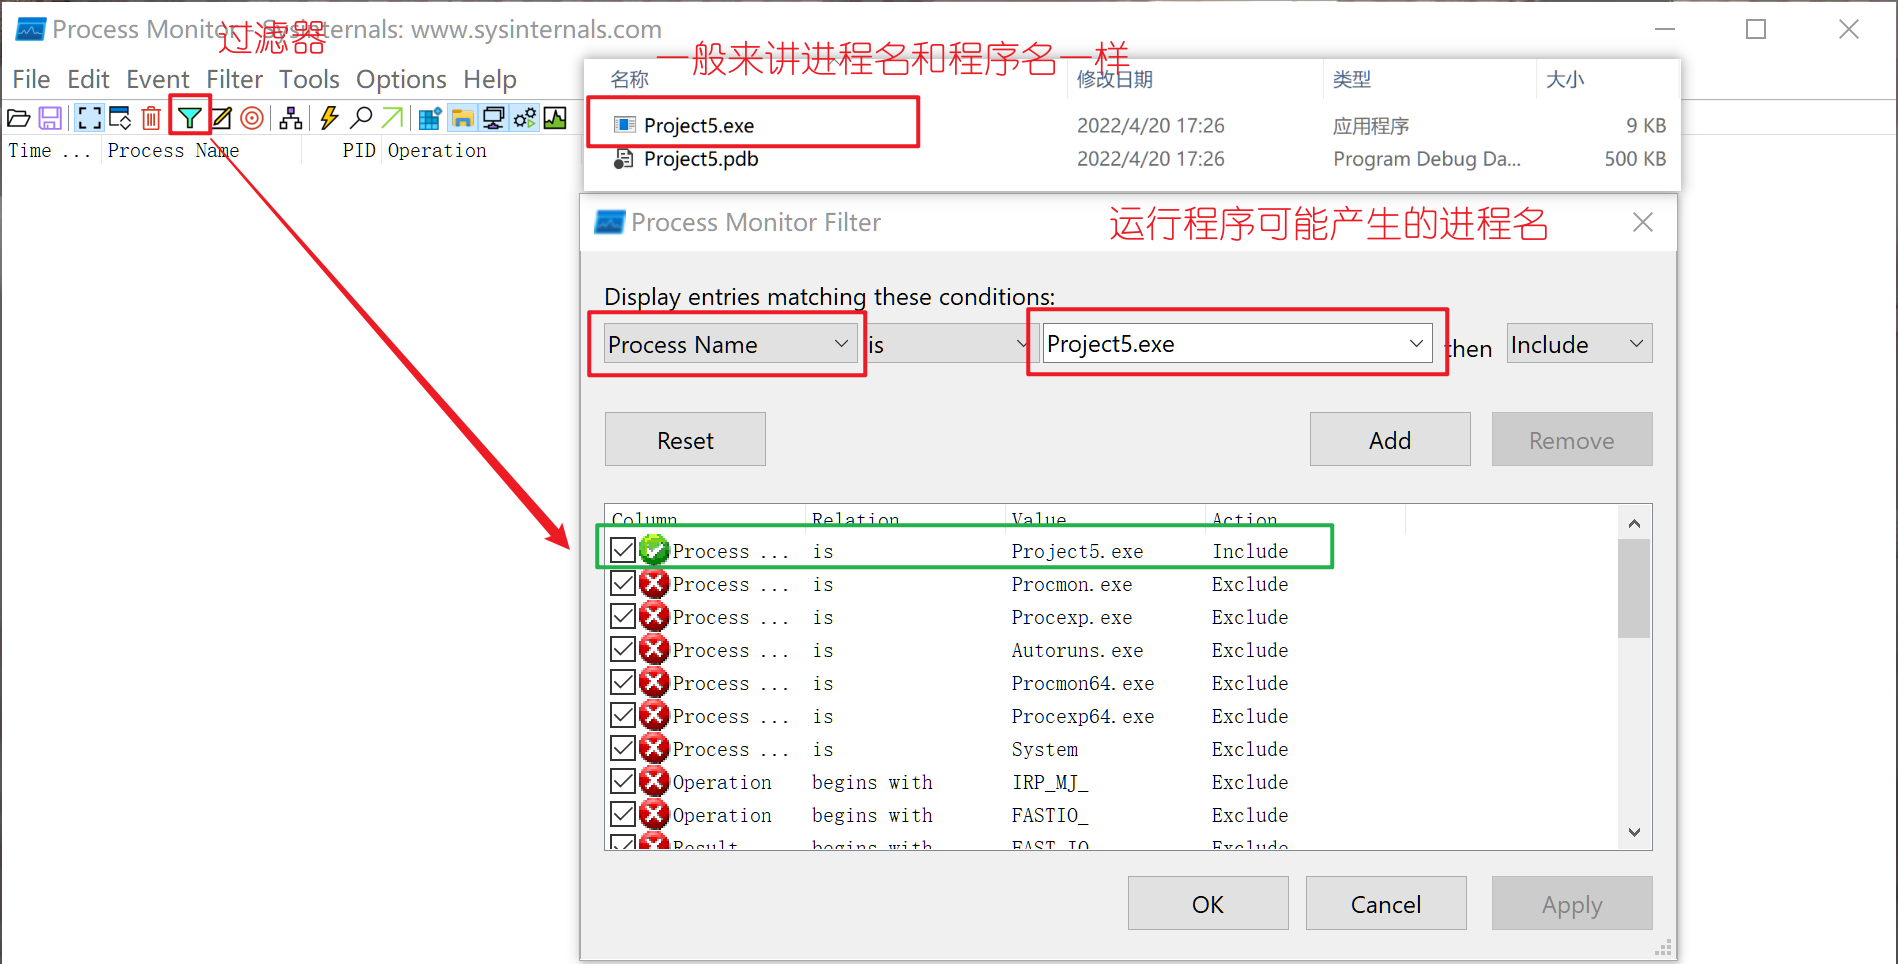 Process Monitor - Sysinternals: www.sysinternals.com
过滤器
File Edit Event Filter Tools Options Help
Time ... Process Name PID Operation
一般来讲进程名和程序名一样
名称 修改日期 类型 大小
Project5.exe 2022/4/20 17:26 应用程序 9 KB
Project5.pdb 2022/4/20 17:26 Program Debug Da... 500 KB
Process Monitor Filter
运行程序可能产生的进程名
Display entries matching these conditions:
Process Name is Project5.exe then Include
Reset Add Remove
Column Relation Value Action
Process ... is Project5.exe Include
Process ... is Procmon.exe Exclude
Process ... is Procexp.exe Exclude
Process ... is Autoruns.exe Exclude
Process ... is Procmon64.exe Exclude
Process ... is Procexp64.exe Exclude
Process ... is System Exclude
Operation begins with IRP_MJ_ Exclude
Operation begins with FASTIO_ Exclude
Result begins with FAST IO Exclude
OK Cancel Apply